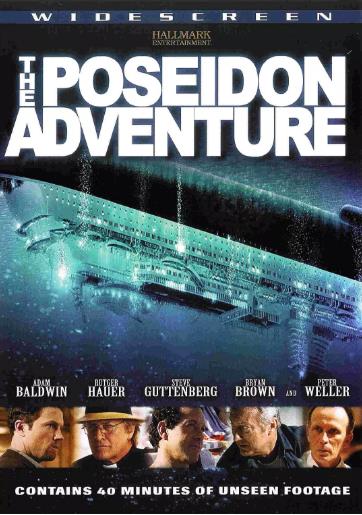 WIDESCREEN
HALLMARK
ENTERTAINMENT
THE POSEIDON
ADVENTURE
ADAM BALDWIN
RUTGER HAUER
STEVE GUTTENBERG
BRYAN BROWN
AND
PETER WELLER
CONTAINS 40 MINUTES OF UNSEEN FOOTAGE